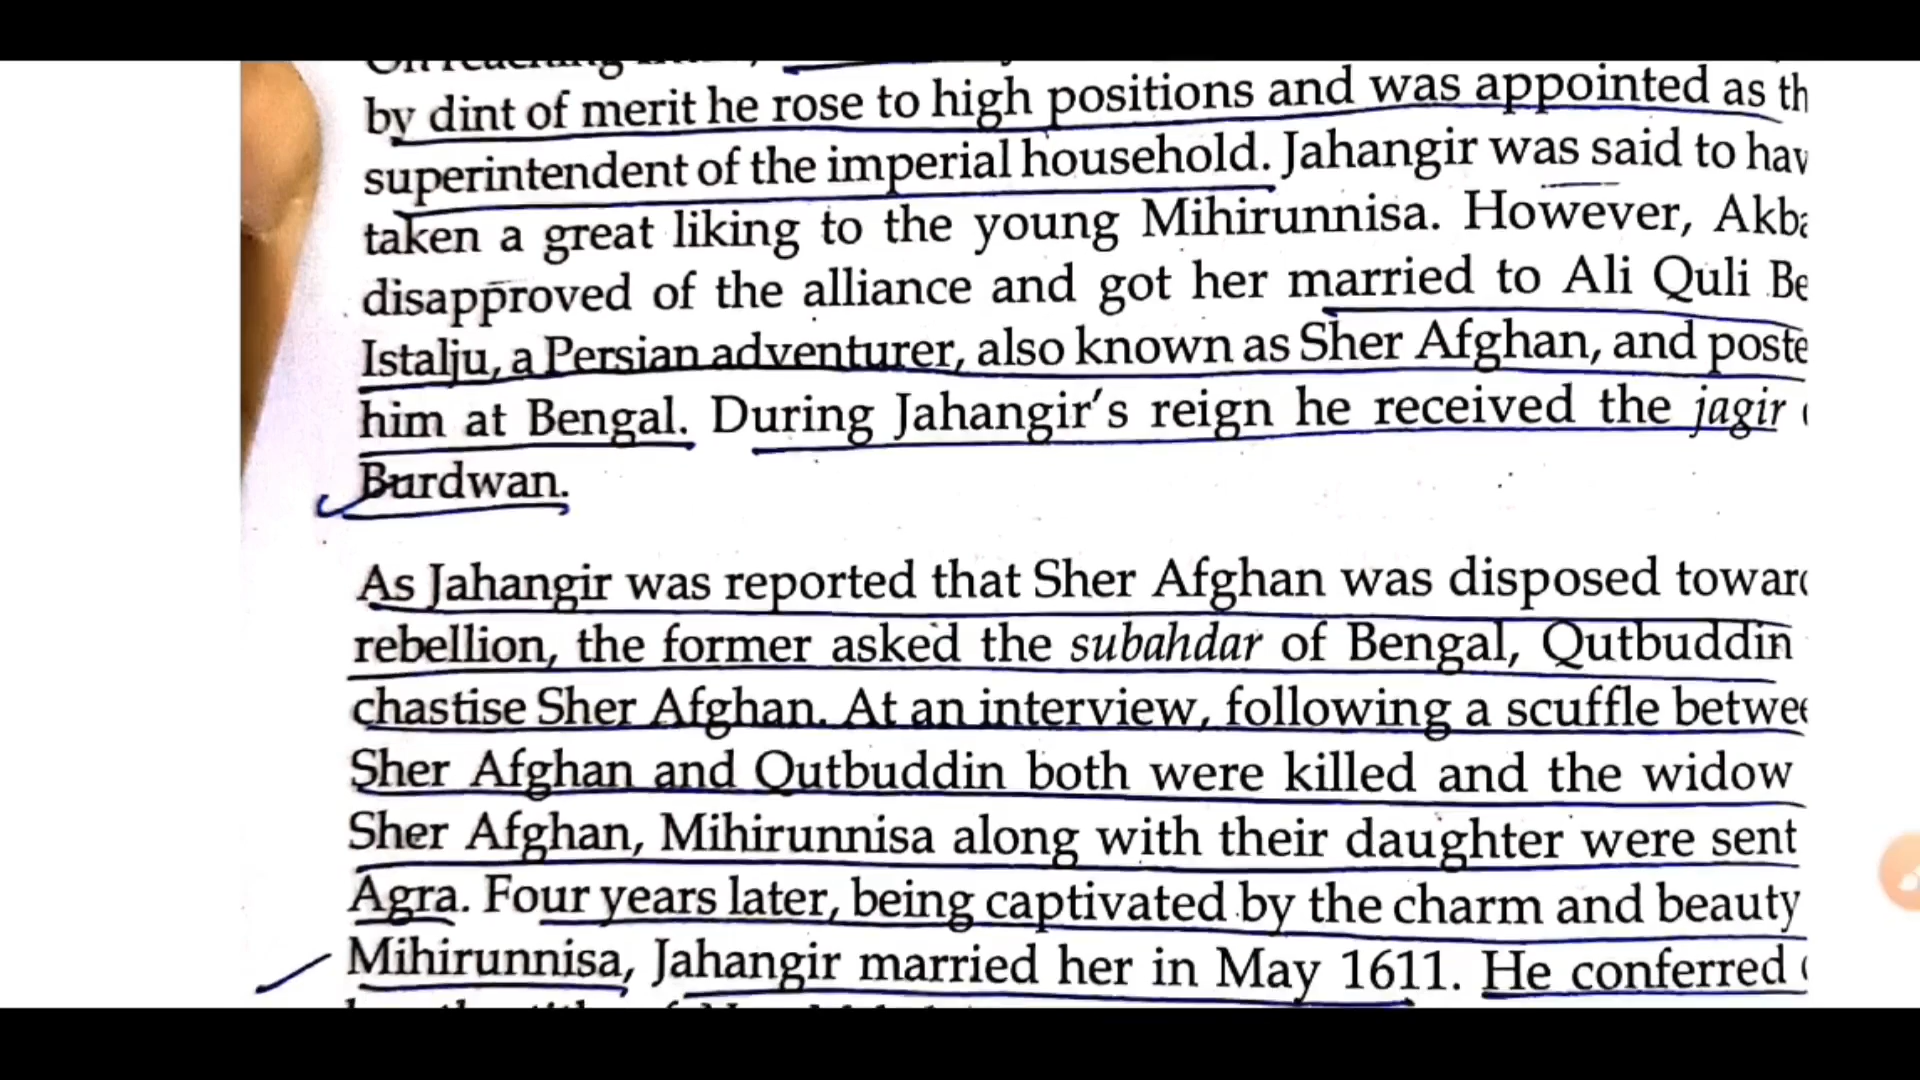 On reaching
by dint of merit he rose to high positions and was appointed as th
superintendent of the imperial household. Jahangir was said to hav
taken a great liking to the young Mihirunnisa. However, Akba
disapproved of the alliance and got her married to Ali Quli Be
Istalju, a Persian adventurer, also known as Sher Afghan, and poste
him at Bengal. During Jahangir's reign he received the jagir
Burdwan.
As Jahangir was reported that Sher Afghan was disposed toward
rebellion, the former asked the subahdar of Bengal, Qutbuddin
chastise Sher Afghan. At an interview, following a scuffle betwee
Sher Afghan and Qutbuddin both were killed and the widow
Sher Afghan, Mihirunnisa along with their daughter were sent
Agra. Four years later, being captivated by the charm and beauty
Mihirunnisa, Jahangir married her in May 1611. He conferred